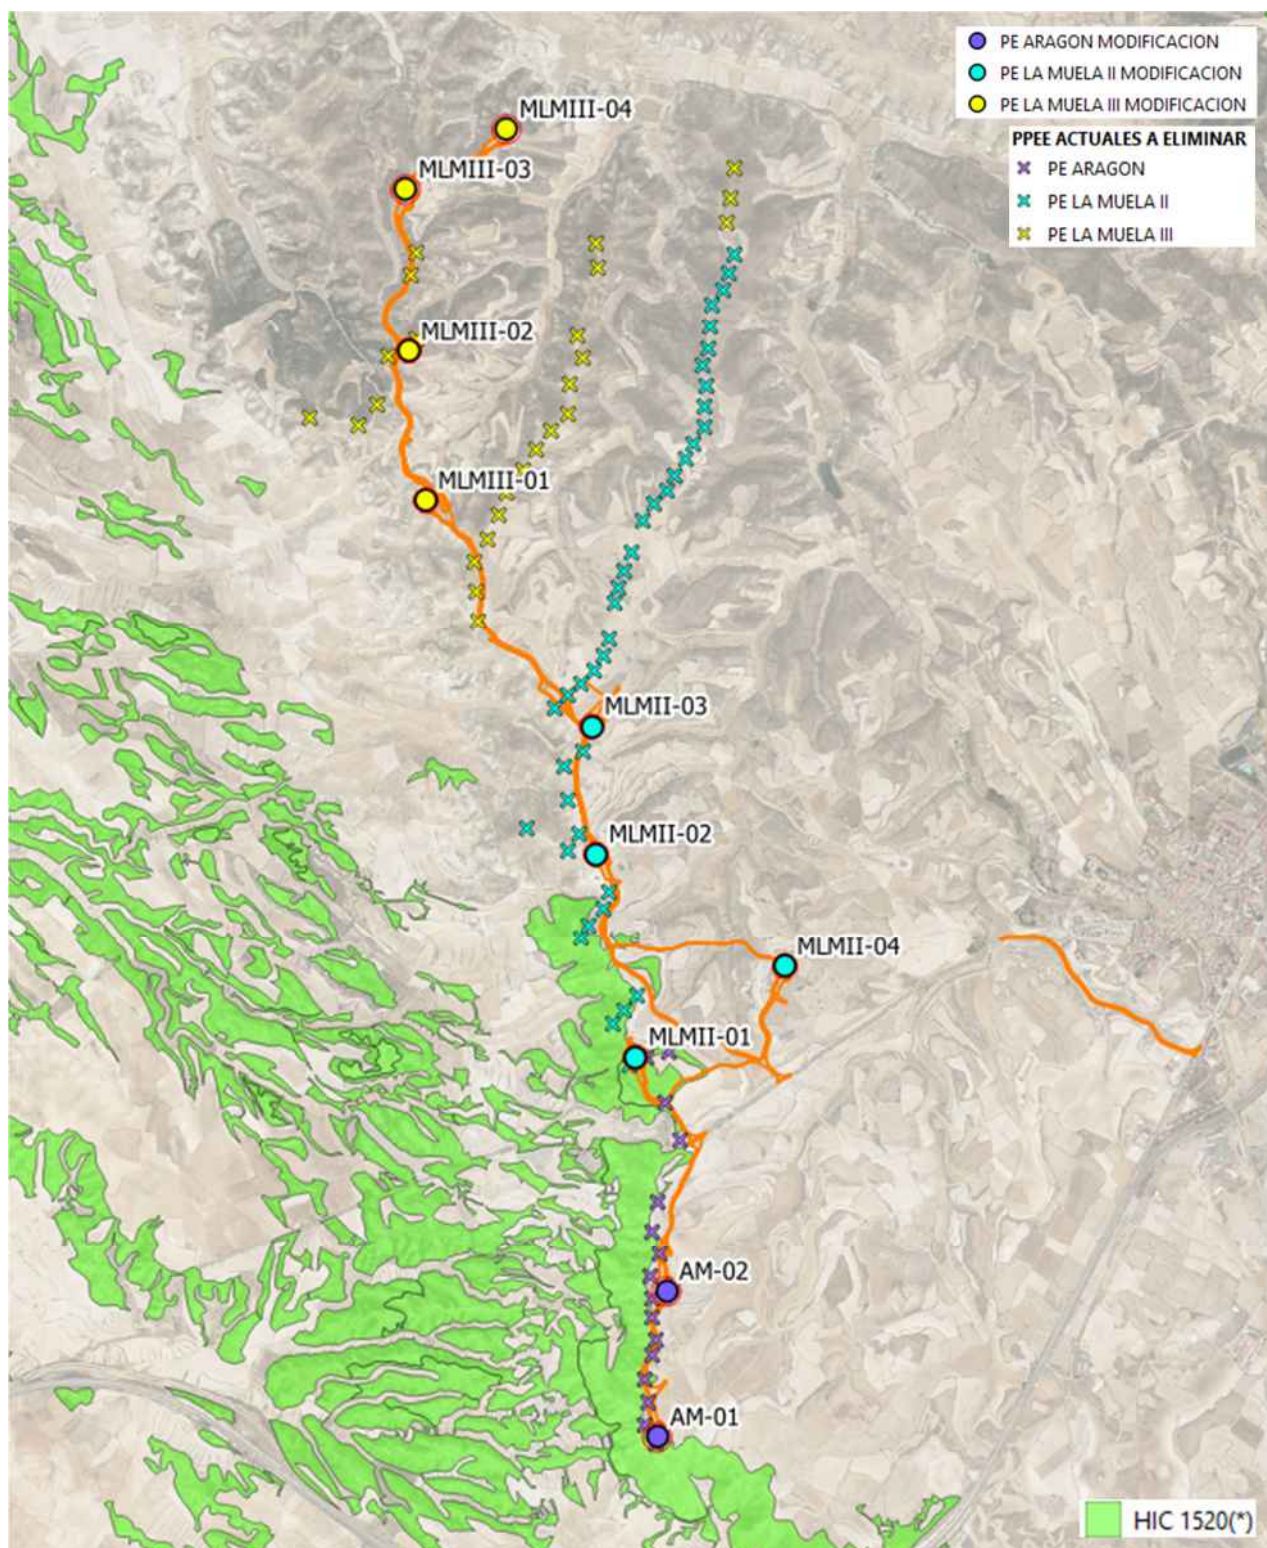 PE ARAGON MODIFICACION
PE LA MUELA II MODIFICACION
PE LA MUELA III MODIFICACION
PPEE ACTUALES A ELIMINAR
PE ARAGON
PE LA MUELA II
PE LA MUELA III
MLMIII-04
MLMIII-03
MLMIII-02
MLMIII-01
MLMII-03
MLMII-02
MLMII-04
MLMII-01
AM-02
AM-01
HIC 1520(*)